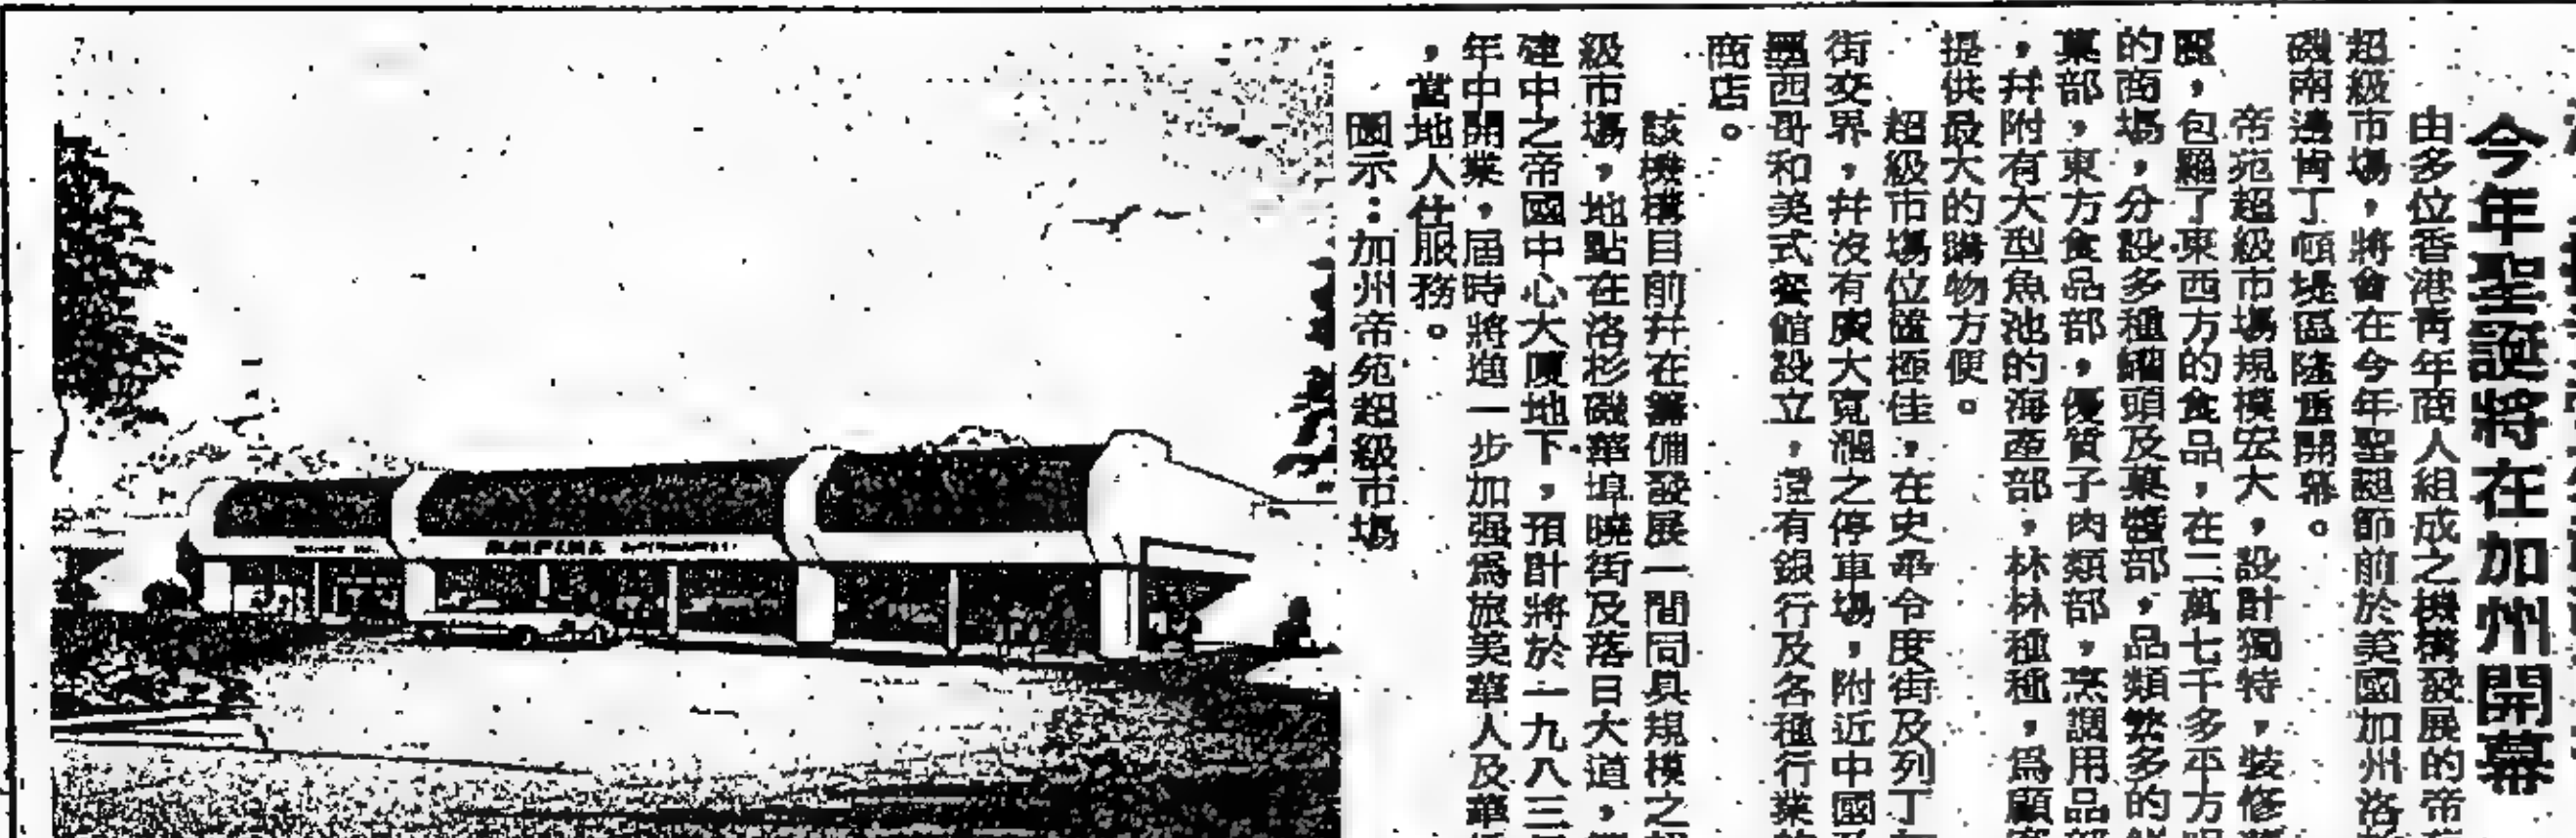 今年聖誕將在加州開幕
由多位香港青年商人組成之機構發展的帝
超級市場，將會在今年聖誕節前於美國加州洛
磯南邊肯丁頓堤區隆重開幕。
帝苑超級市場規模宏大，設計獨特，裝修
麗，包羅了東西方的食品，在二萬七千多平方
的商場，分設多種罐頭及菓醬部，品類繁多的
菓部，東方食品部，優質子肉類部，烹調用品部
，幷附有大型魚池的海產部，林林種種，爲顧
提供最大的購物方便。
超級市場位置極佳，在史畢令度街及列丁
街交界，幷沒有廣大寬濶之停車場，附近中國
墨西哥和美式餐館設立，還有銀行及各種行業
商店。
該機構目前幷在籌備發展一間同具規模之
級市場，地點在洛杉磯華埠曉街及落日大道，
建中之帝國中心大厦地下，預計將於一九八三
年中開業，屆時將進一步加强爲旅美華人及華
，當地人仕服務。
圖示：加州帝苑超級市場